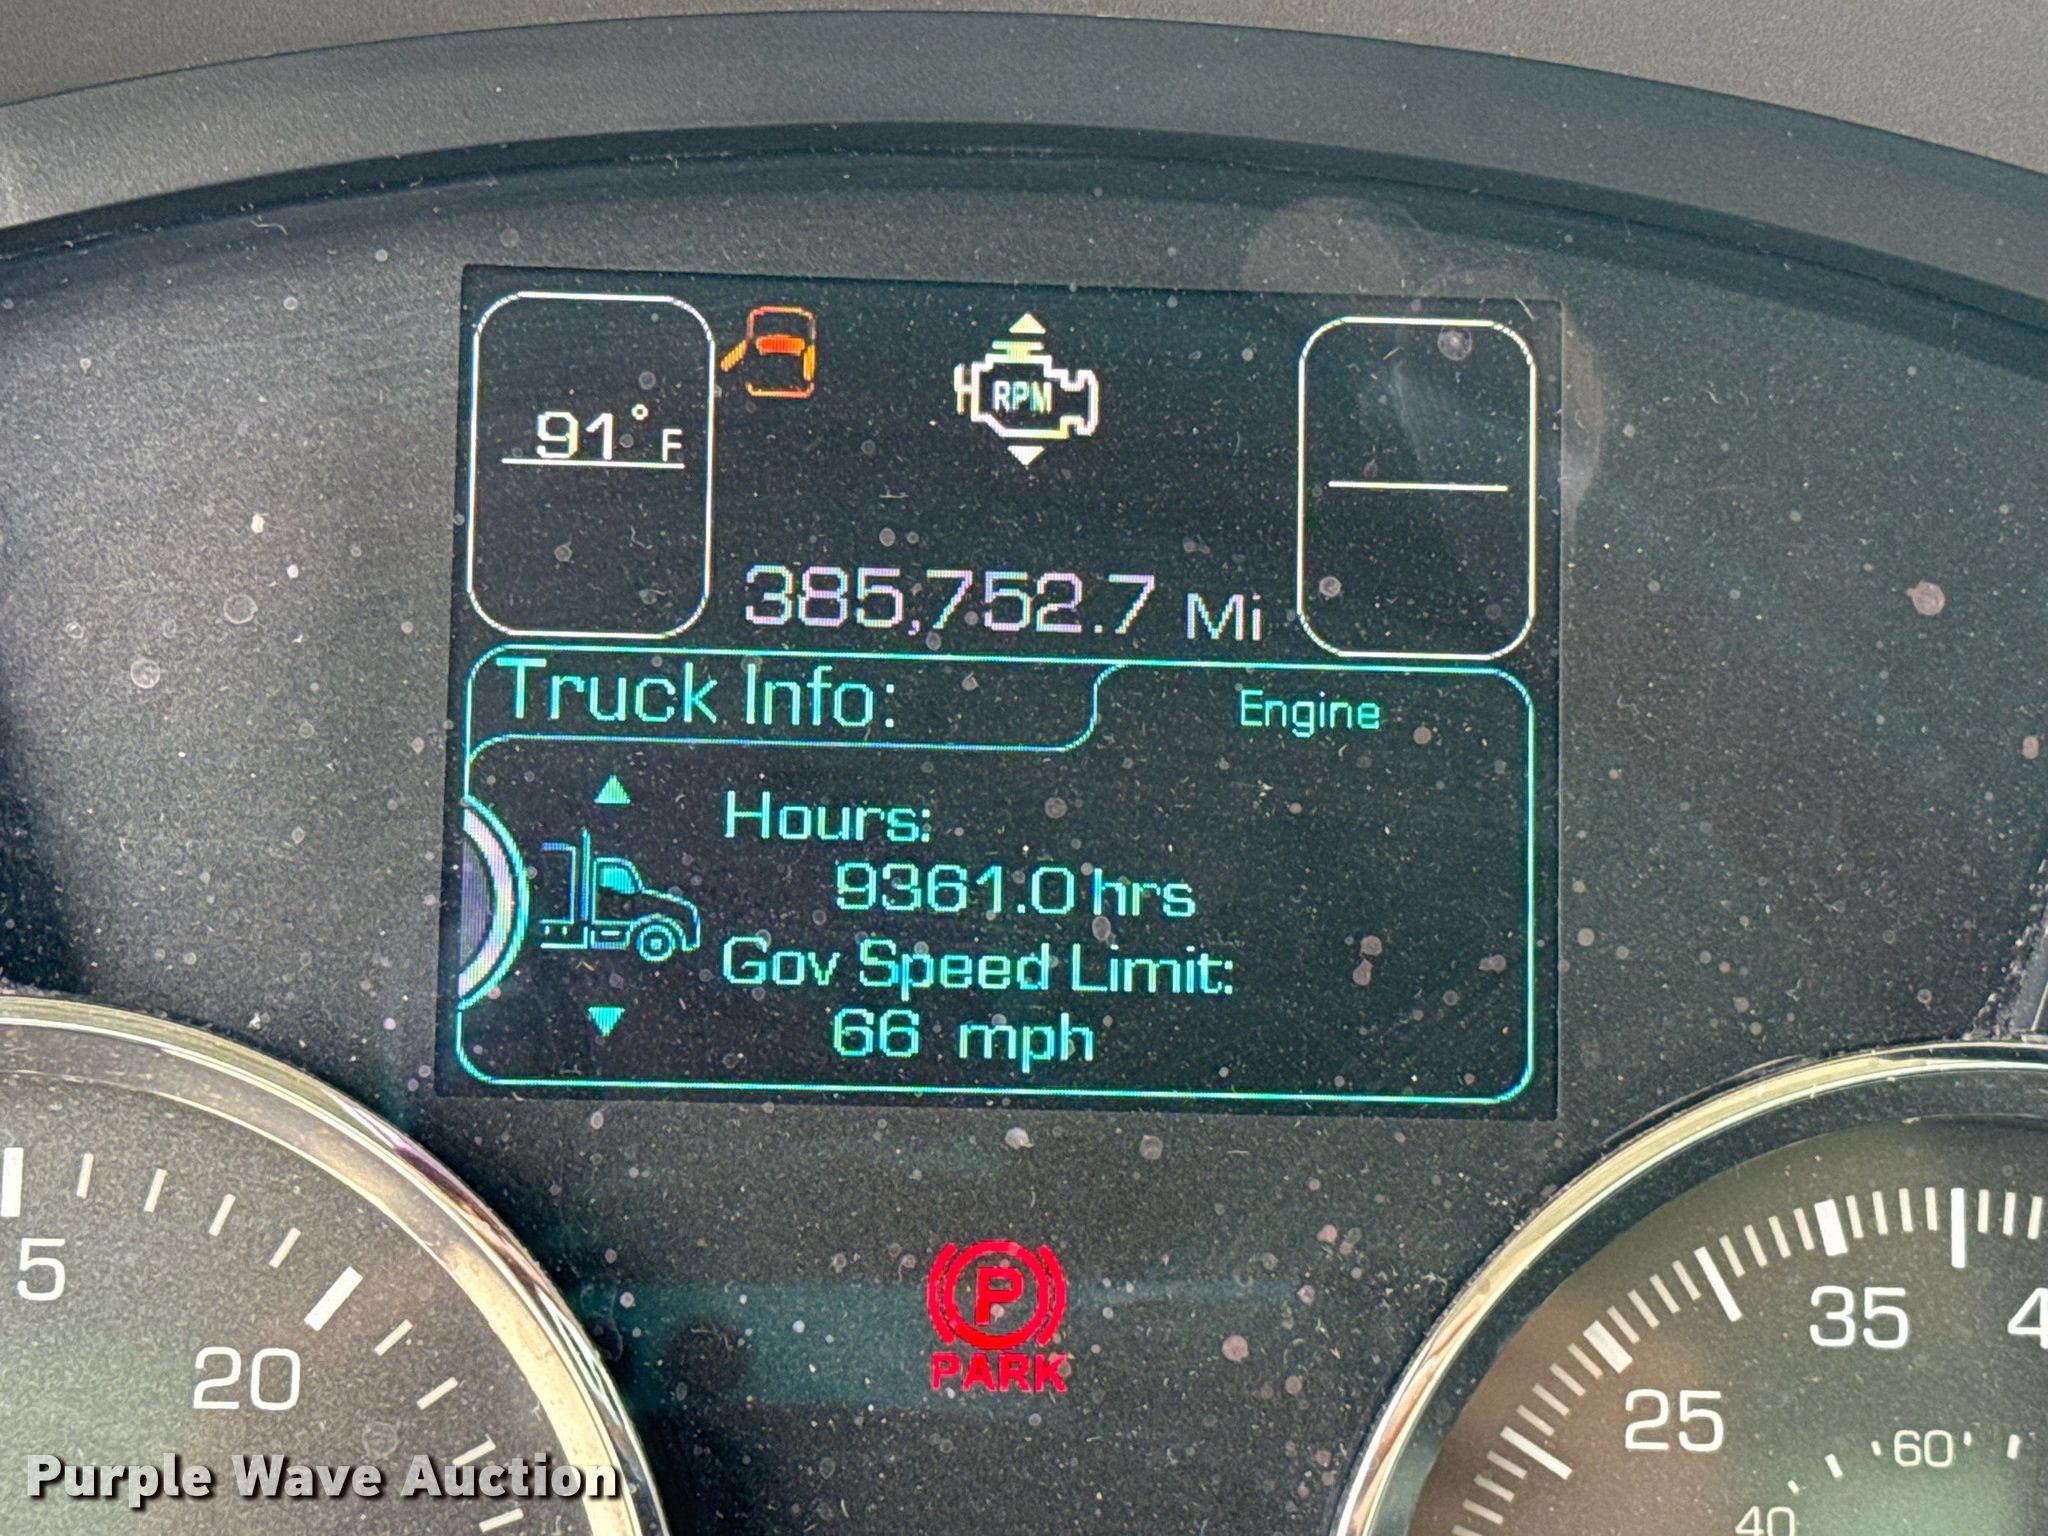 91°F
RPM
385,752.7 Mi
Truck Info:
Engine
Hours:
9361.0 hrs
Gov Speed Limit:
66 mph
P
PARK
5
20
25
35
4
40
60
Purple Wave Auction